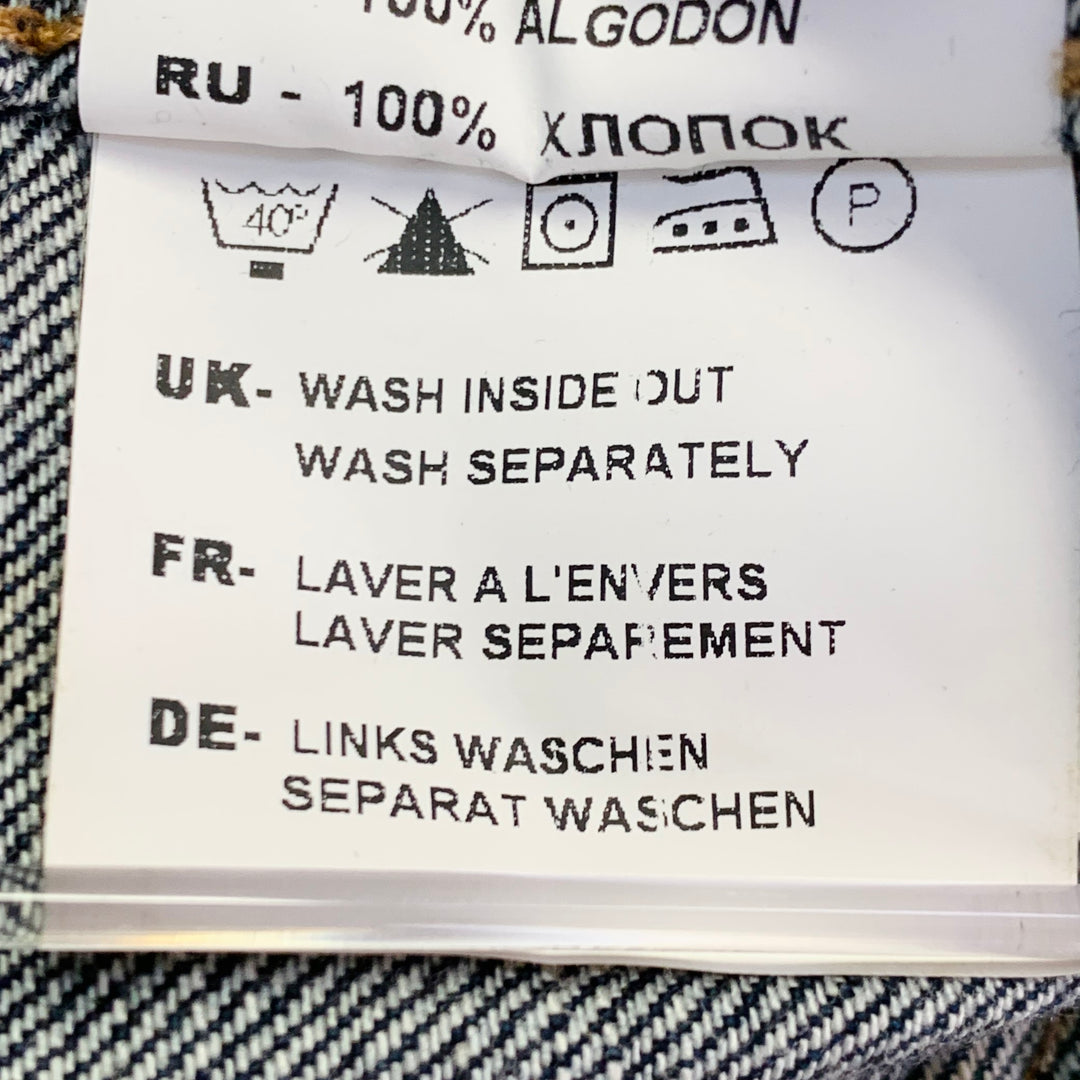 100% ALGODON
RU - 100% ХЛОПОК
40° P
UK- WASH INSIDE OUT
WASH SEPARATELY
FR- LAVER A L'ENVERS
LAVER SEPAREMENT
DE- LINKS WASCHEN
SEPARAT WASCHEN